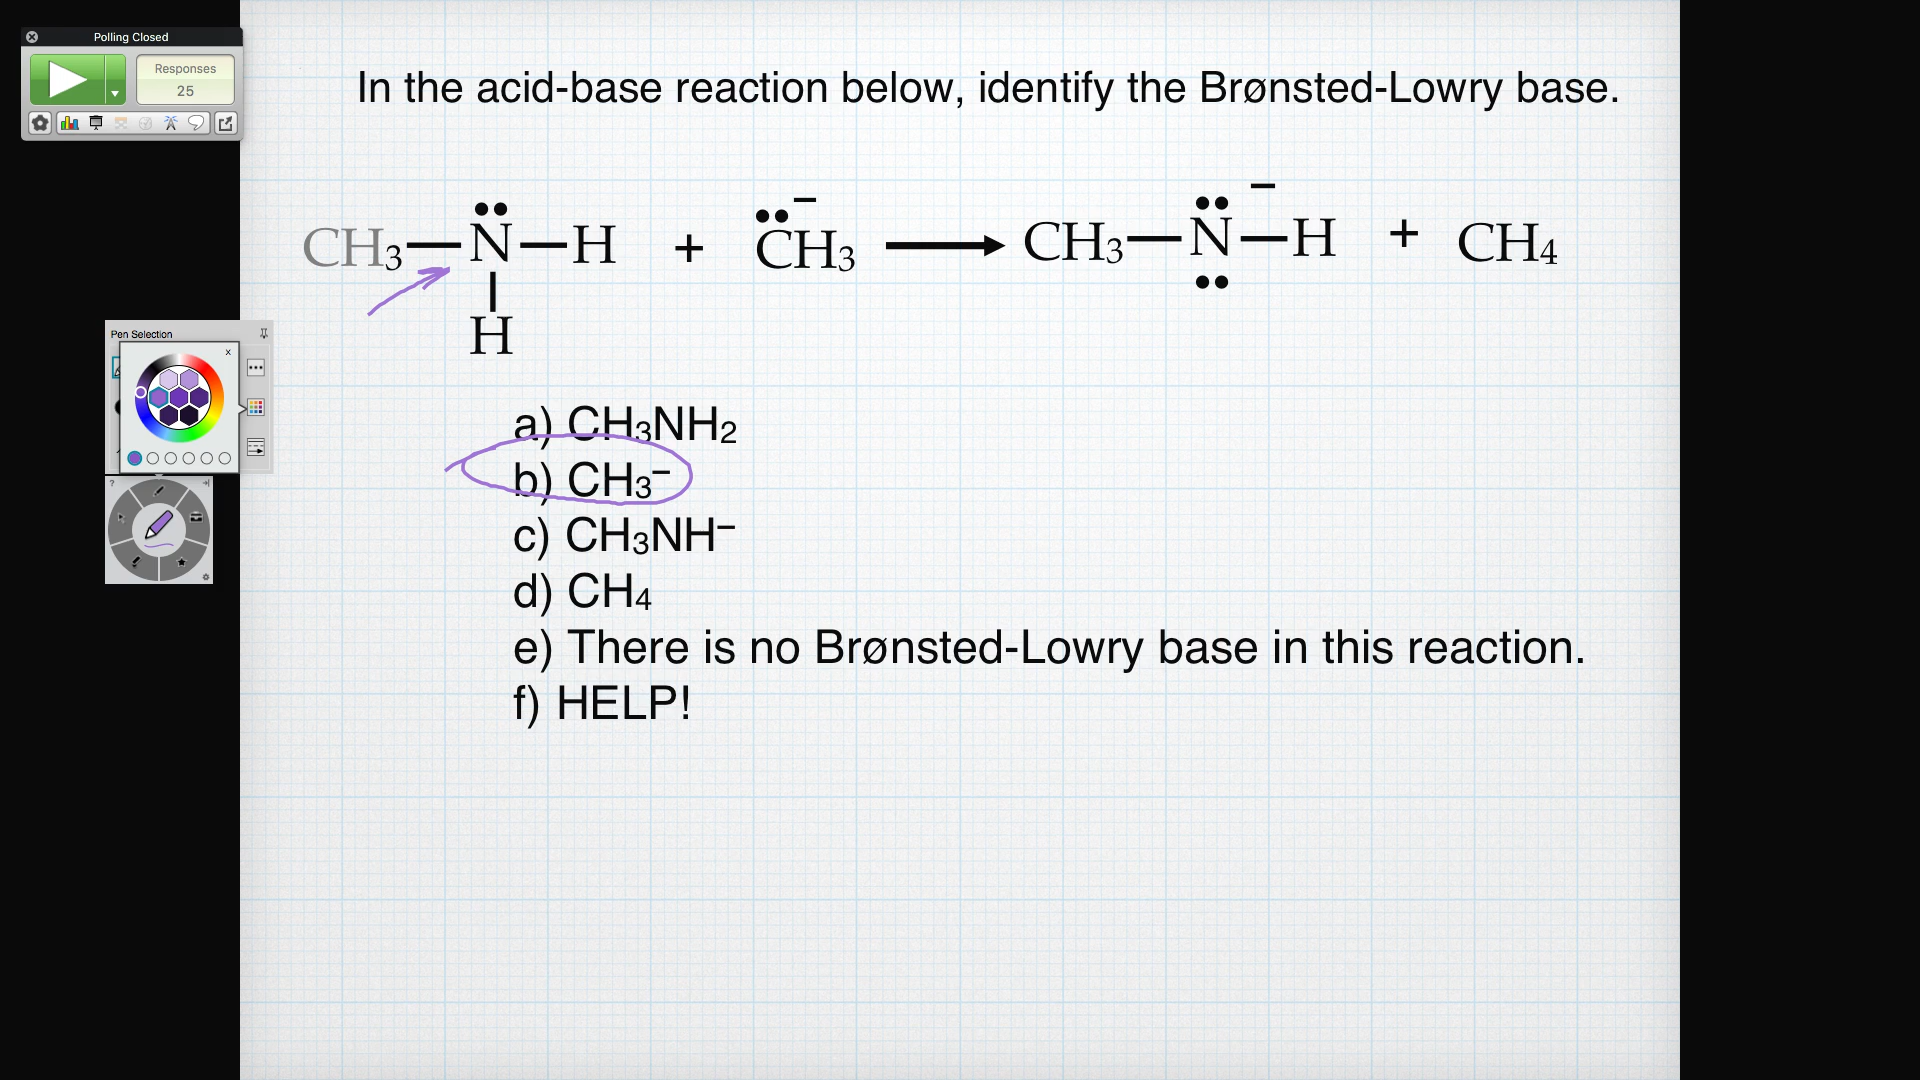 Polling Closed
Responses
25
In the acid-base reaction below, identify the Brønsted-Lowry base.
CH₃—N̈—H + C̈H₃⁻ ⟶ CH₃—N̈—H⁻ + CH₄
H
Pen Selection
x
a) CH₃NH₂
b) CH₃⁻
c) CH₃NH⁻
d) CH₄
e) There is no Brønsted-Lowry base in this reaction.
f) HELP!
?